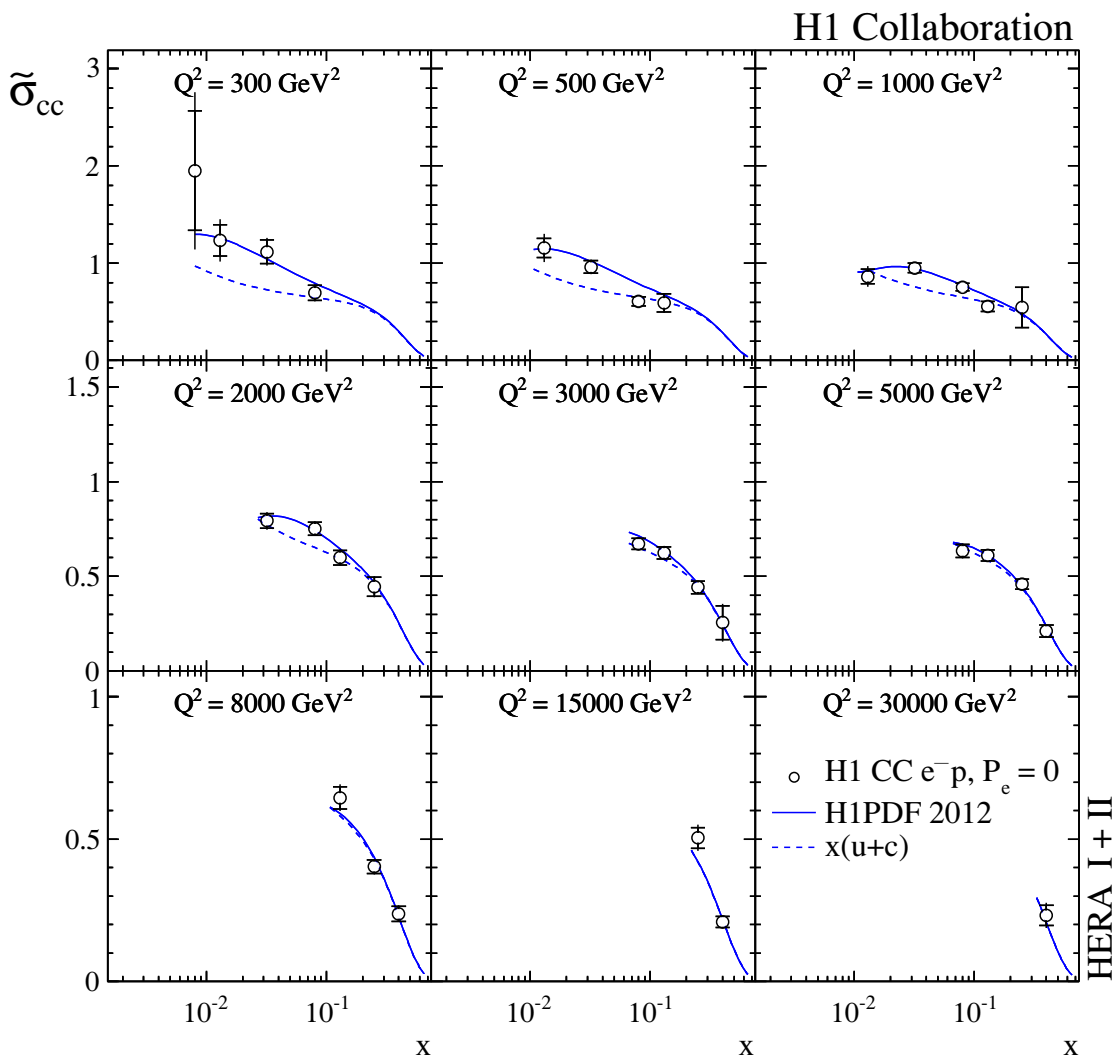 H1 Collaboration
σ̃cc
Q² = 300 GeV²
Q² = 500 GeV²
Q² = 1000 GeV²
3
2
1
0
Q² = 2000 GeV²
Q² = 3000 GeV²
Q² = 5000 GeV²
1.5
1
0.5
0
Q² = 8000 GeV²
Q² = 15000 GeV²
Q² = 30000 GeV²
1
0.5
0
H1 CC e⁻p, Pₑ = 0
H1PDF 2012
x(u+c)
10⁻² 10⁻¹ 10⁻² 10⁻¹ 10⁻² 10⁻¹
x x x
HERA I + II